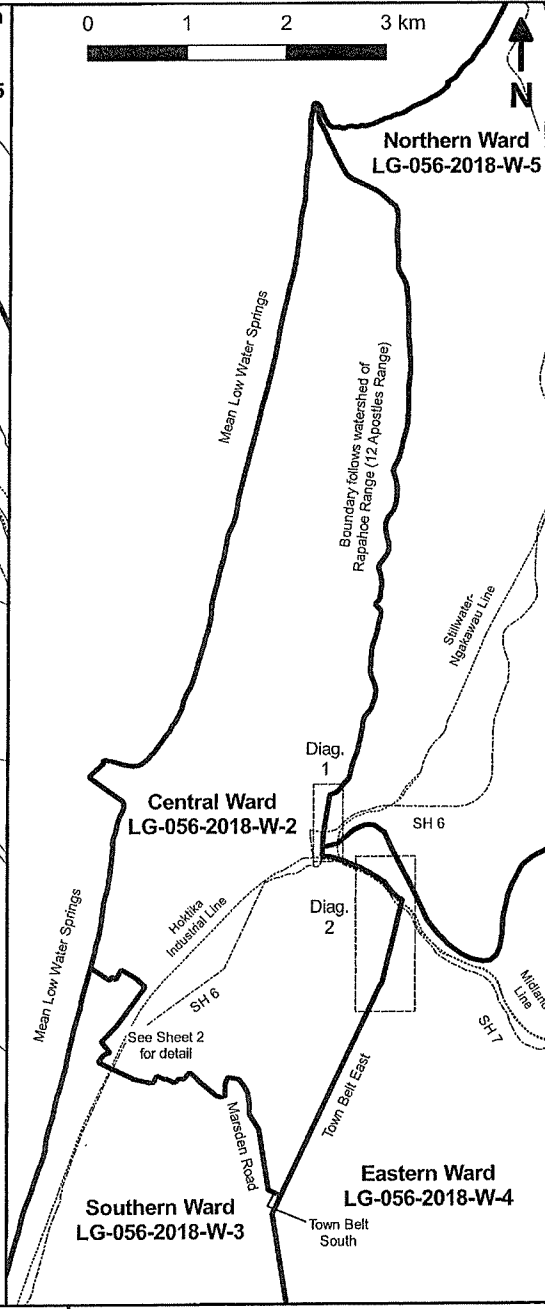 0 1 2 3 km
N
Northern Ward
LG-056-2018-W-5
Mean Low Water Springs
Boundary follows watershed of
Rapahoe Range (12 Apostles Range)
Stillwater-
Ngakawau Line
Diag.
1
Central Ward
LG-056-2018-W-2
SH 6
Hokitika
Industrial Line
Diag.
2
Mean Low Water Springs
SH 6
Midland
Line
SH 7
See Sheet 2
for detail
Town Belt East
Marsden Road
Eastern Ward
LG-056-2018-W-4
Southern Ward
LG-056-2018-W-3
Town Belt
South